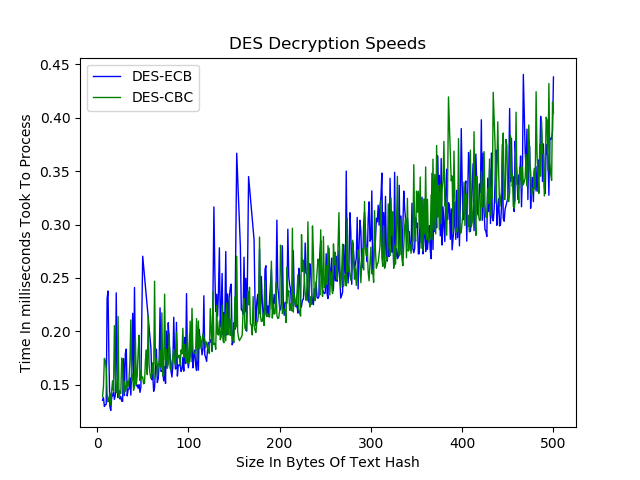 DES Decryption Speeds
DES-ECB
DES-CBC
Time In milliseconds Took To Process
0.45
0.40
0.35
0.30
0.25
0.20
0.15
0 100 200 300 400 500
Size In Bytes Of Text Hash